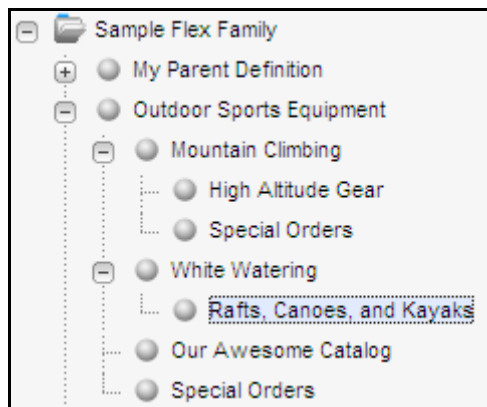 Sample Flex Family
My Parent Definition
Outdoor Sports Equipment
Mountain Climbing
High Altitude Gear
Special Orders
White Watering
Rafts, Canoes, and Kayaks
Our Awesome Catalog
Special Orders